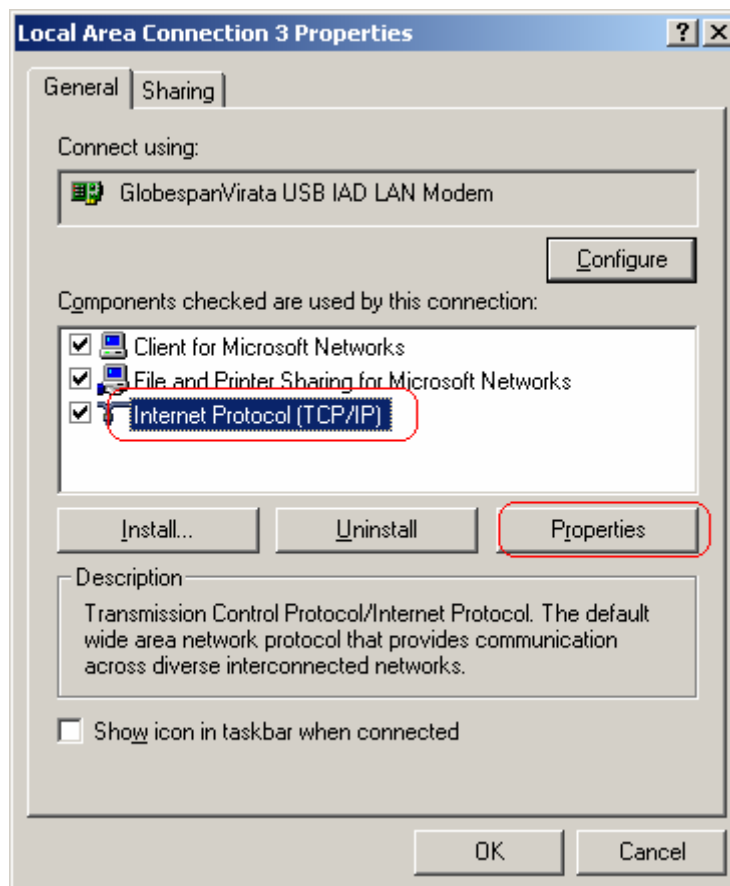 Local Area Connection 3 Properties
General
Sharing
Connect using:
GlobespanVirata USB IAD LAN Modem
Configure
Components checked are used by this connection:
Client for Microsoft Networks
File and Printer Sharing for Microsoft Networks
Internet Protocol (TCP/IP)
Install...
Uninstall
Properties
Description
Transmission Control Protocol/Internet Protocol. The default
wide area network protocol that provides communication
across diverse interconnected networks.
Show icon in taskbar when connected
OK
Cancel